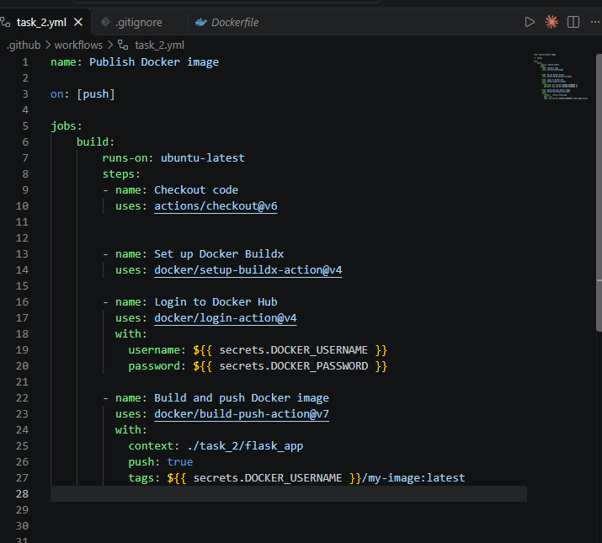 task_2.yml
.gitignore
Dockerfile
.github > workflows > task_2.yml
1 name: Publish Docker image
2
3 on: [push]
4
5 jobs:
6 build:
7 runs-on: ubuntu-latest
8 steps:
9 - name: Checkout code
10 uses: actions/checkout@v6
11
12
13 - name: Set up Docker Buildx
14 uses: docker/setup-buildx-action@v4
15
16 - name: Login to Docker Hub
17 uses: docker/login-action@v4
18 with:
19 username: ${{ secrets.DOCKER_USERNAME }}
20 password: ${{ secrets.DOCKER_PASSWORD }}
21
22 - name: Build and push Docker image
23 uses: docker/build-push-action@v7
24 with:
25 context: ./task_2/flask_app
26 push: true
27 tags: ${{ secrets.DOCKER_USERNAME }}/my-image:latest
28
29
30
31